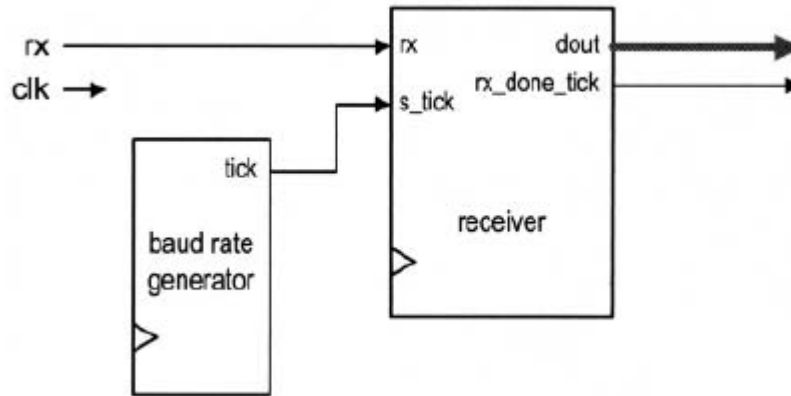 rx
rx
dout
clk
rx_done_tick
s_tick
tick
receiver
baud rate
generator